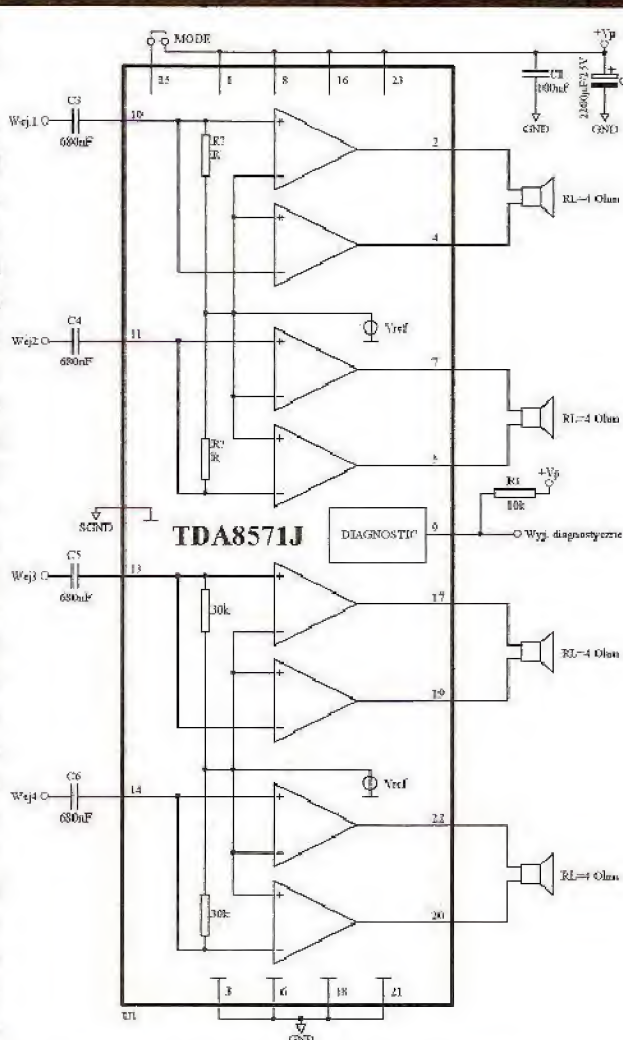 MODE
+Vp
15
1
8
16
23
C11
100nF
2200µF/25V
C
GND
GND
Wej.1
C3
680nF
10
R?
R
+
−
+
−
2
4
RL=4 Ohm
Wej2
C4
680nF
11
Vref
+
−
+
−
7
R?
R
RL=4 Ohm
+Vp
10k
SGND
TDA8571J
DIAGNOSTIC
9
Wyj. diagnostyczne
Wej3
C5
680nF
13
30k
+
−
+
−
17
19
RL=4 Ohm
Wej4
C6
680nF
14
Vref
+
−
+
−
22
20
30k
RL=4 Ohm
3
6
18
21
U1
GND